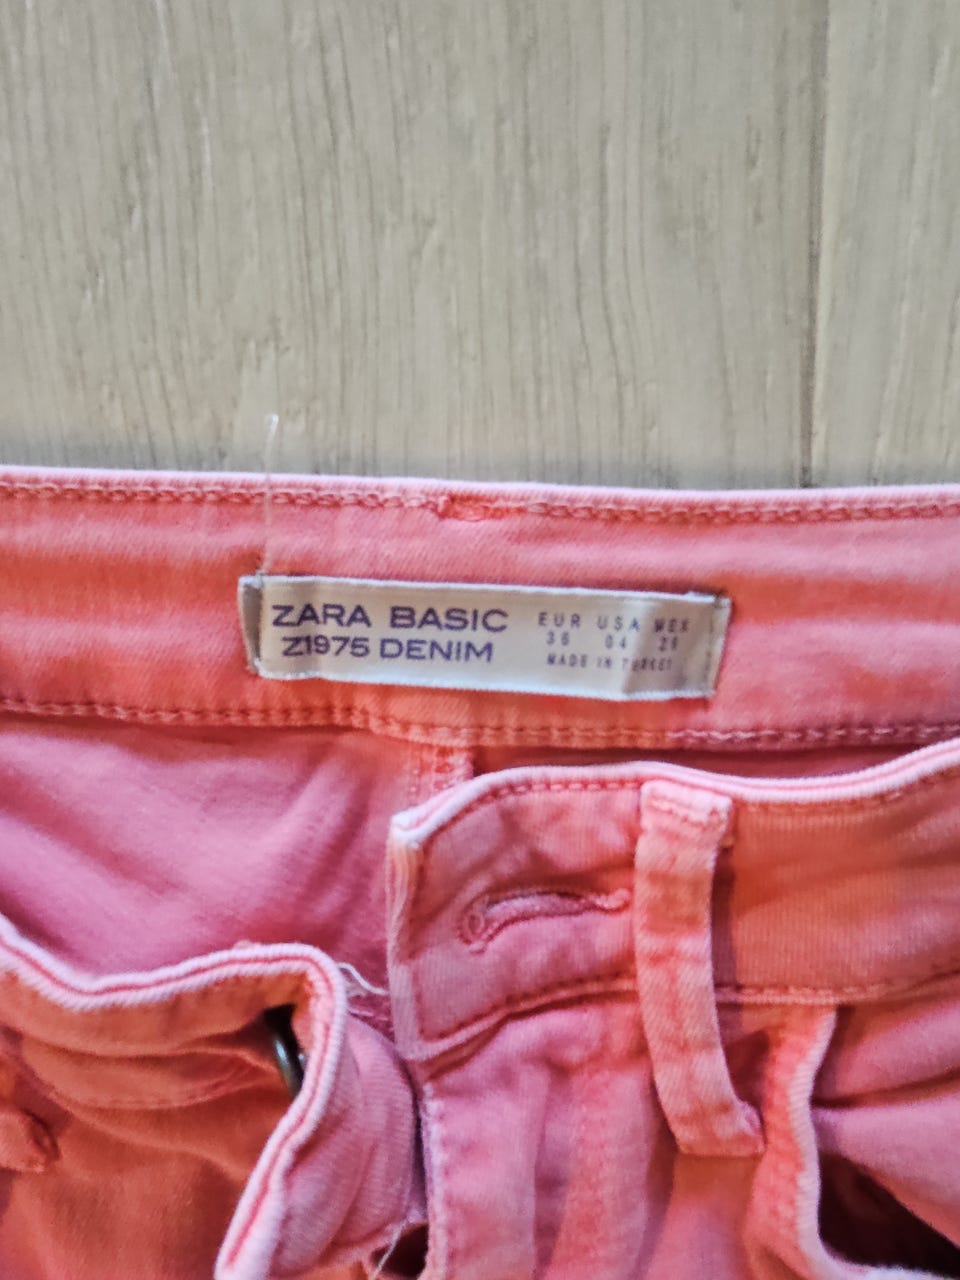 ZARA BASIC
Z1975 DENIM
EUR USA MEX
36 04 26
MADE IN TURKEY